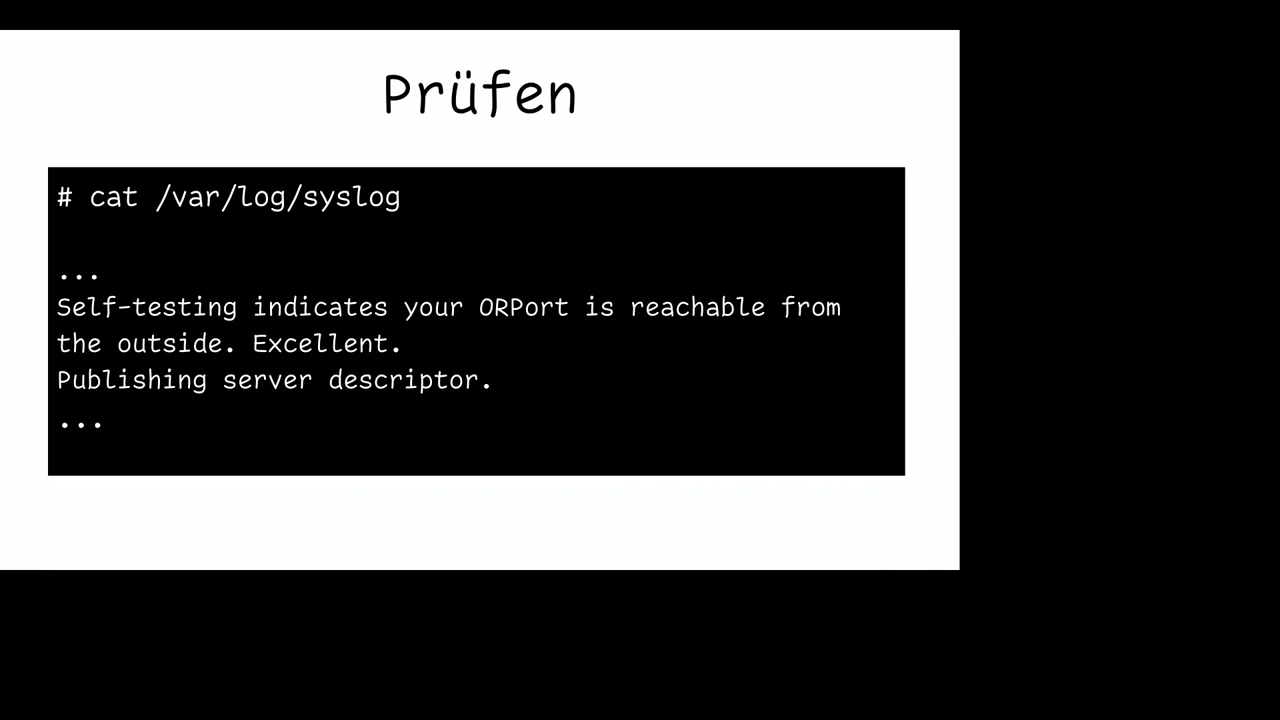 Prüfen
# cat /var/log/syslog
...
Self-testing indicates your ORPort is reachable from
the outside. Excellent.
Publishing server descriptor.
...